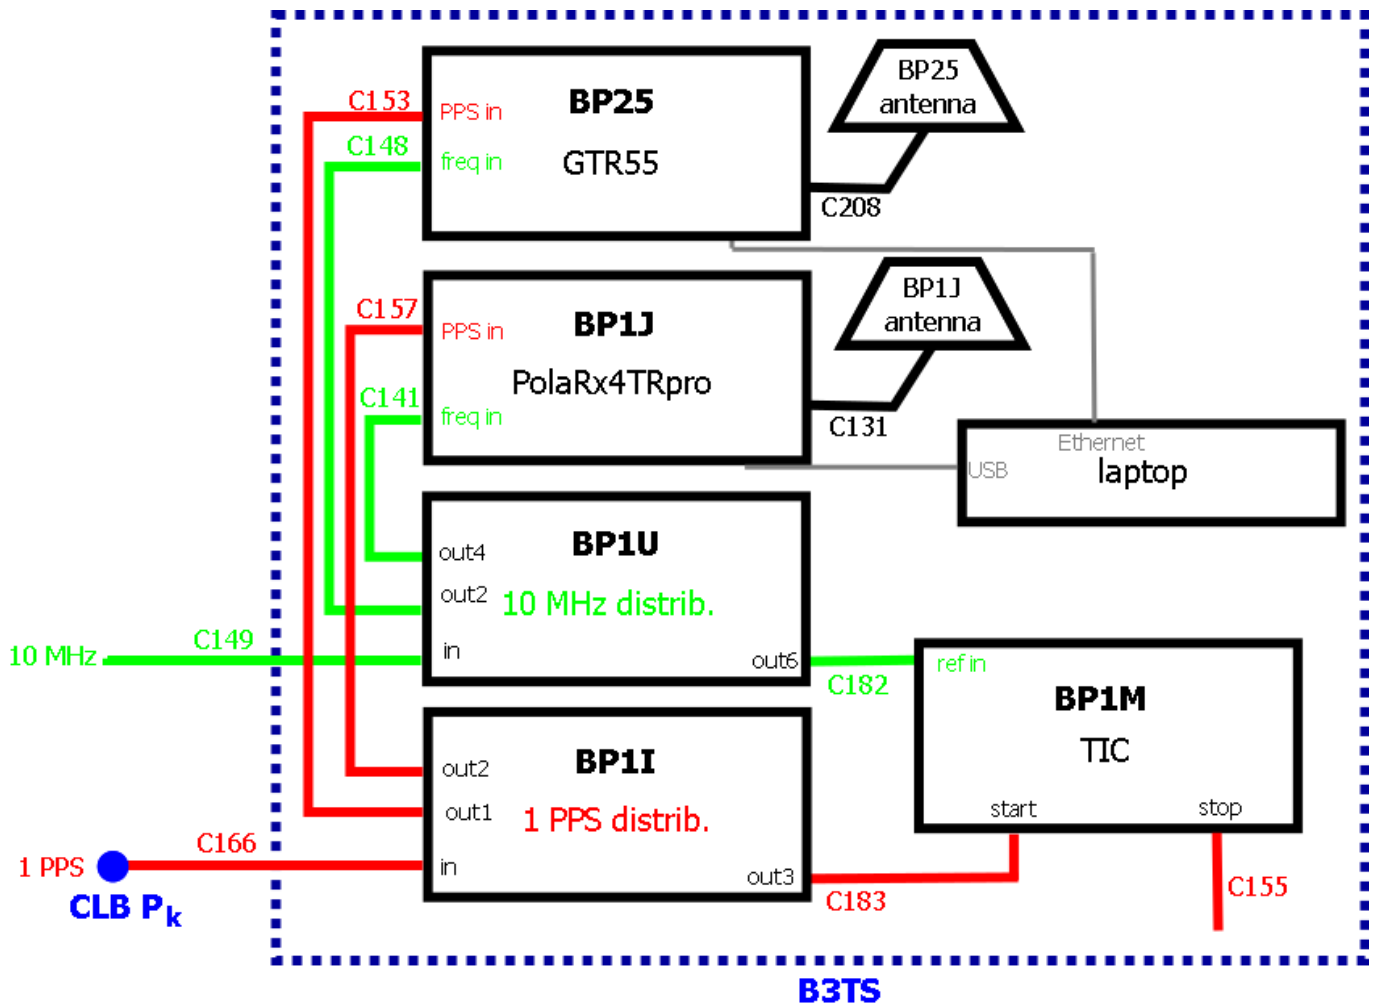 C153
PPS in
BP25
C148
freq in
GTR55
BP25
antenna
C208
C157
PPS in
BP1J
PolaRx4TRpro
C141
freq in
BP1J
antenna
C131
Ethernet
USB
laptop
out4
BP1U
out2
10 MHz distrib.
10 MHz
C149
in
out6
C182
ref in
BP1M
TIC
start
stop
out2
BP1I
out1
1 PPS distrib.
1 PPS
C166
in
out3
C183
C155
CLB Pk
B3TS